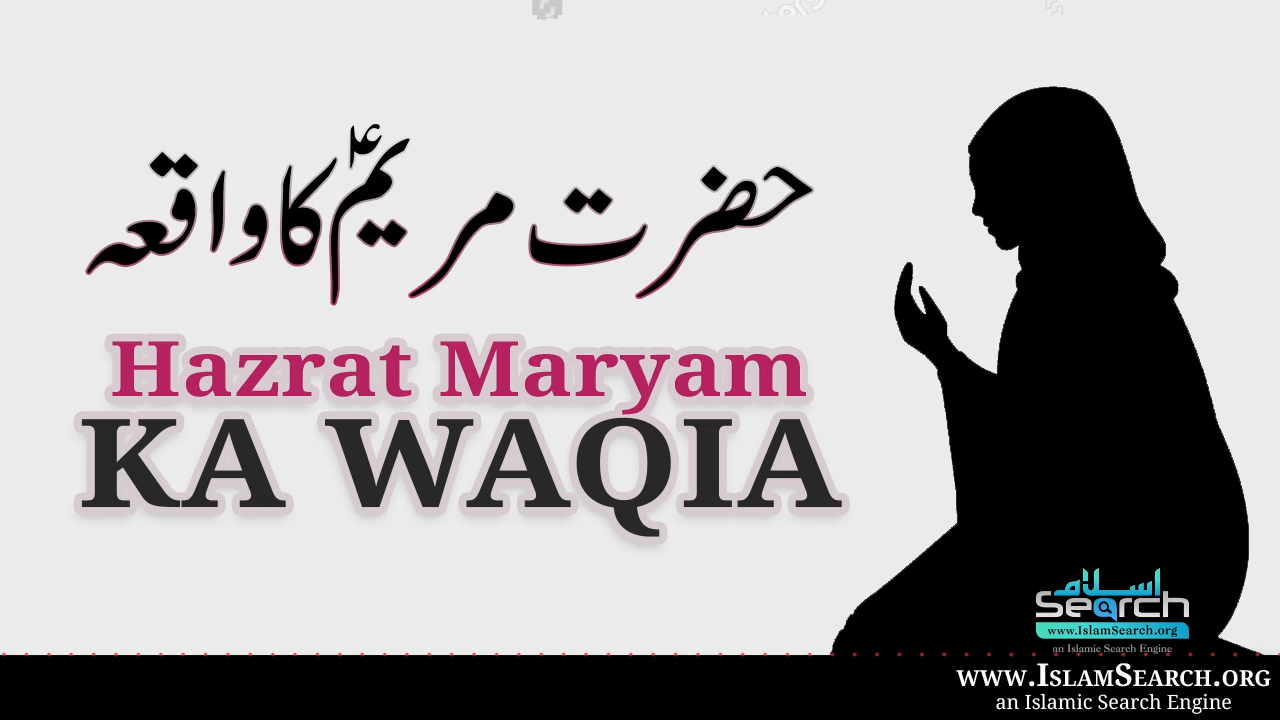 حضرت مریمؑ کا واقعہ
Hazrat Maryam
KA WAQIA
اسلام
Search
www.IslamSearch.org
an Islamic Search Engine
www.IslamSearch.org
an Islamic Search Engine